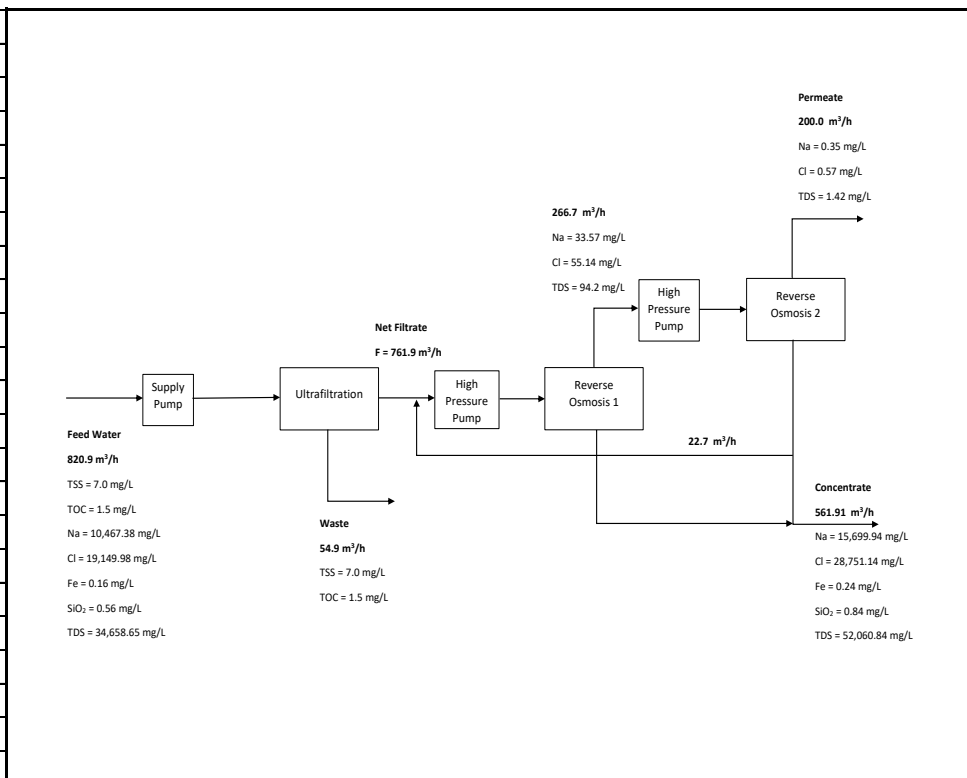 Permeate
200.0 m³/h
Na = 0.35 mg/L
Cl = 0.57 mg/L
TDS = 1.42 mg/L
266.7 m³/h
Na = 33.57 mg/L
Cl = 55.14 mg/L
TDS = 94.2 mg/L
High
Pressure
Pump
Reverse
Osmosis 2
Net Filtrate
F = 761.9 m³/h
Supply
Pump
Ultrafiltration
High
Pressure
Pump
Reverse
Osmosis 1
22.7 m³/h
Feed Water
820.9 m³/h
TSS = 7.0 mg/L
TOC = 1.5 mg/L
Na = 10,467.38 mg/L
Cl = 19,149.98 mg/L
Fe = 0.16 mg/L
SiO₂ = 0.56 mg/L
TDS = 34,658.65 mg/L
Waste
54.9 m³/h
TSS = 7.0 mg/L
TOC = 1.5 mg/L
Concentrate
561.91 m³/h
Na = 15,699.94 mg/L
Cl = 28,751.14 mg/L
Fe = 0.24 mg/L
SiO₂ = 0.84 mg/L
TDS = 52,060.84 mg/L